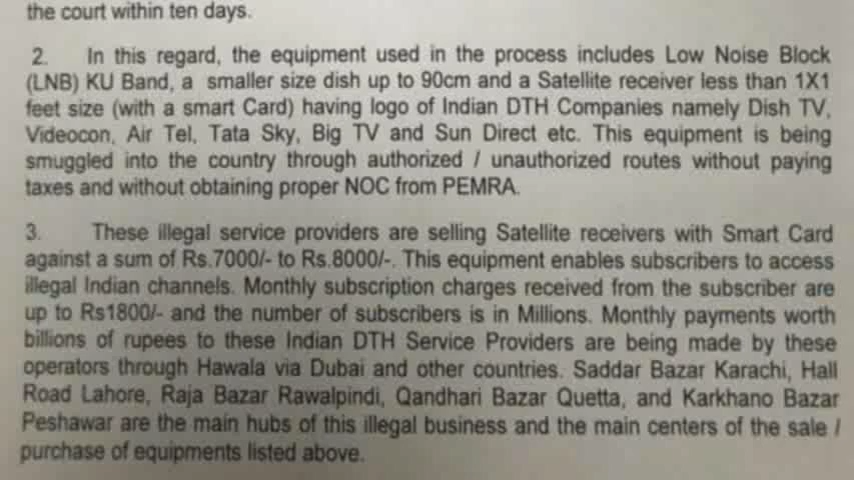 the court within ten days.
2. In this regard, the equipment used in the process includes Low Noise Block
(LNB) KU Band, a smaller size dish up to 90cm and a Satellite receiver less than 1X1
feet size (with a smart Card) having logo of Indian DTH Companies namely Dish TV,
Videocon, Air Tel, Tata Sky, Big TV and Sun Direct etc. This equipment is being
smuggled into the country through authorized / unauthorized routes without paying
taxes and without obtaining proper NOC from PEMRA.
3. These illegal service providers are selling Satellite receivers with Smart Card
against a sum of Rs.7000/- to Rs.8000/-. This equipment enables subscribers to access
illegal Indian channels. Monthly subscription charges received from the subscriber are
up to Rs1800/- and the number of subscribers is in Millions. Monthly payments worth
billions of rupees to these Indian DTH Service Providers are being made by these
operators through Hawala via Dubai and other countries. Saddar Bazar Karachi, Hall
Road Lahore, Raja Bazar Rawalpindi, Qandhari Bazar Quetta, and Karkhano Bazar
Peshawar are the main hubs of this illegal business and the main centers of the sale /
purchase of equipments listed above.